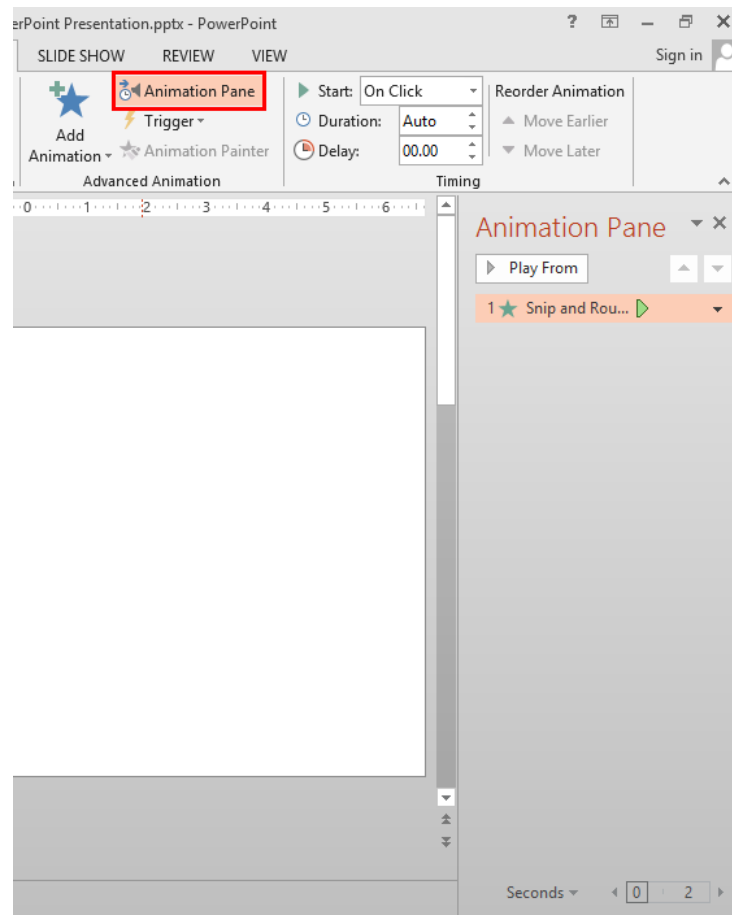 erPoint Presentation.pptx - PowerPoint ?
SLIDE SHOW REVIEW VIEW Sign in
Animation Pane Start: On Click Reorder Animation
Trigger Duration: Auto Move Earlier
Add
Animation Animation Painter Delay: 00.00 Move Later
Advanced Animation Timing
0 1 2 3 4 5 6
Animation Pane
Play From
1 Snip and Rou...
Seconds 0 2